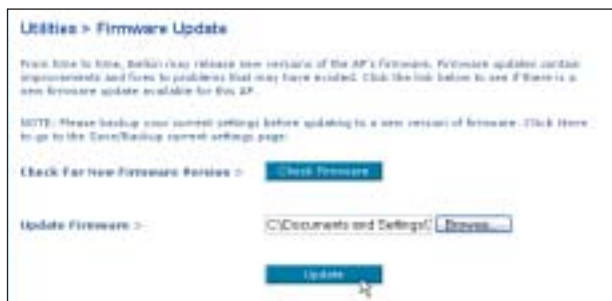 Utilities > Firmware Update
From time to time, Belkin may release new versions of the AP's firmware. Firmware updates contain
improvements and fixes to problems that may have existed. Click the link below to see if there is a
new firmware update available for this AP.
NOTE: Please backup your current settings before updating to a new version of firmware. Click Here
to go to the Save/Backup current settings page.
Check For New Firmware Version >
Check Firmware
Update Firmware >
C:\Documents and Settings\
Browse...
Update